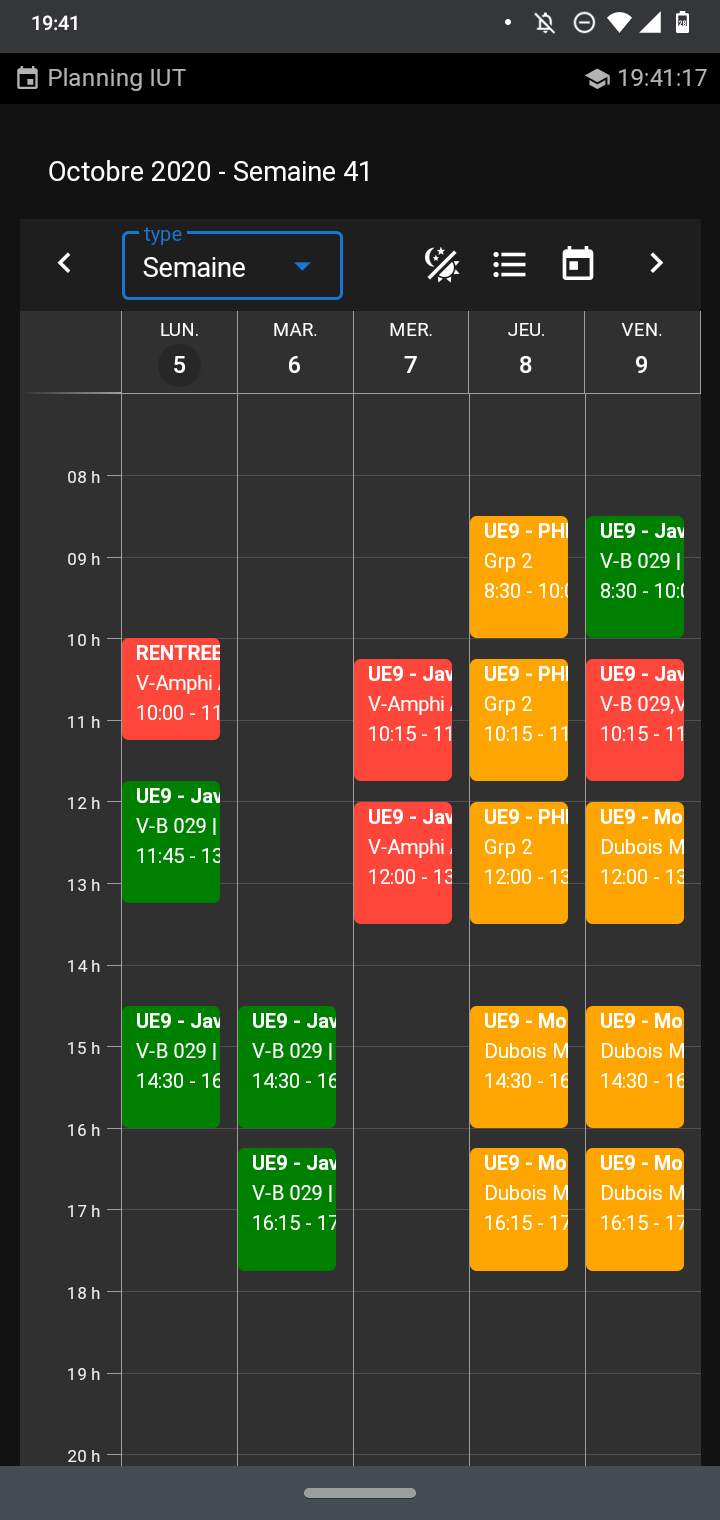 19:41
Planning IUT
19:41:17
Octobre 2020 - Semaine 41
type
Semaine
LUN. MAR. MER. JEU. VEN.
5 6 7 8 9
08 h
09 h
10 h
11 h
12 h
13 h
14 h
15 h
16 h
17 h
18 h
19 h
20 h
RENTREE
V-Amphi
10:00 - 11
UE9 - Jav
V-B 029 |
11:45 - 13
UE9 - Jav
V-B 029 |
14:30 - 16
UE9 - Jav
V-B 029 |
14:30 - 16
UE9 - Jav
V-B 029 |
16:15 - 17
UE9 - Jav
V-Amphi
10:15 - 11
UE9 - Jav
V-Amphi
12:00 - 13
UE9 - PH
Grp 2
8:30 - 10:0
UE9 - PH
Grp 2
10:15 - 11
UE9 - PH
Grp 2
12:00 - 13
UE9 - Mo
Dubois M
14:30 - 16
UE9 - Mo
Dubois M
16:15 - 17
UE9 - Jav
V-B 029 |
8:30 - 10:0
UE9 - Jav
V-B 029,V
10:15 - 11
UE9 - Mo
Dubois M
12:00 - 13
UE9 - Mo
Dubois M
14:30 - 16
UE9 - Mo
Dubois M
16:15 - 17